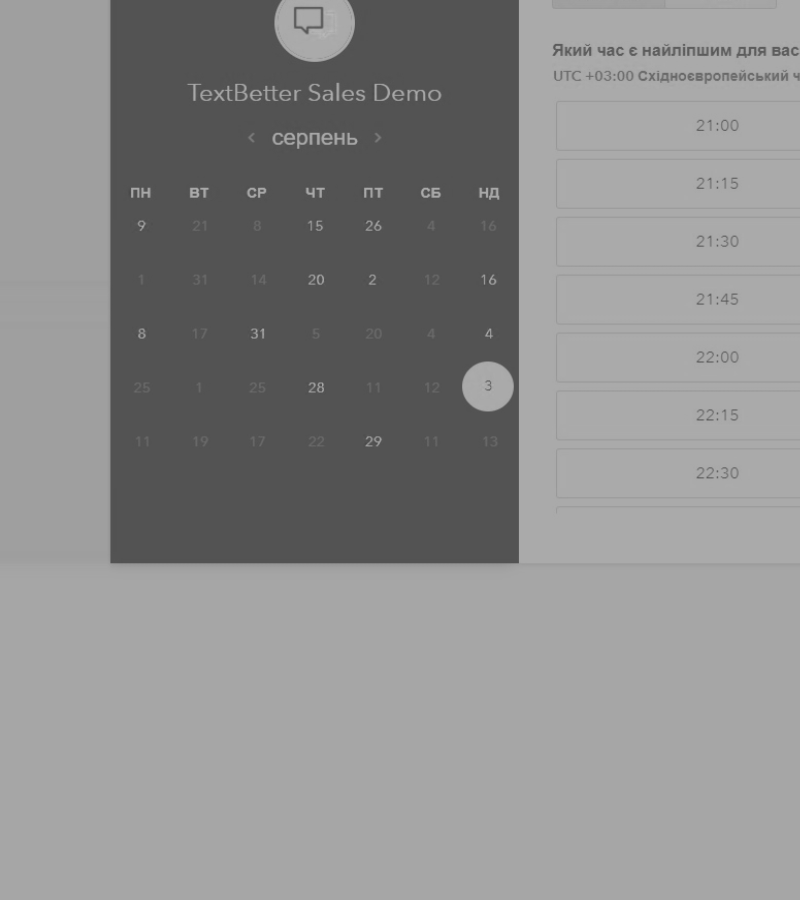 TextBetter Sales Demo
серпень
ПН ВТ СР ЧТ ПТ СБ НД
9 21 8 15 26 4 16
1 31 14 20 2 12 16
8 17 31 5 20 4 4
25 1 25 28 11 12 3
11 19 17 22 29 11 13
Який час є найліпшим для вас
UTC +03:00 Східноєвропейський ч
21:00
21:15
21:30
21:45
22:00
22:15
22:30